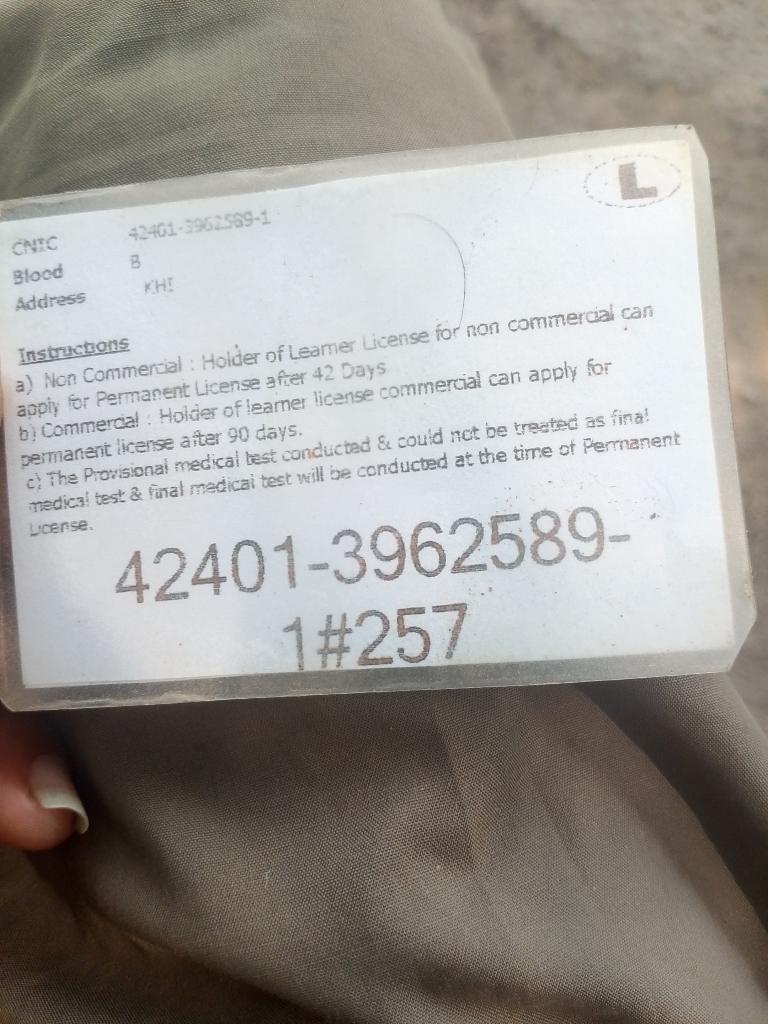 L
CNIC 42401-3962589-1
Blood B
Address KHI
Instructions
a) Non Commercial : Holder of Learner License for non commercial can
apply for Permanent License after 42 Days
b) Commercial : Holder of learner license commercial can apply for
permanent license after 90 days.
c) The Provisional medical test conducted & could not be treated as final
medical test & final medical test will be conducted at the time of Permanent
License.
42401-3962589-
1#257